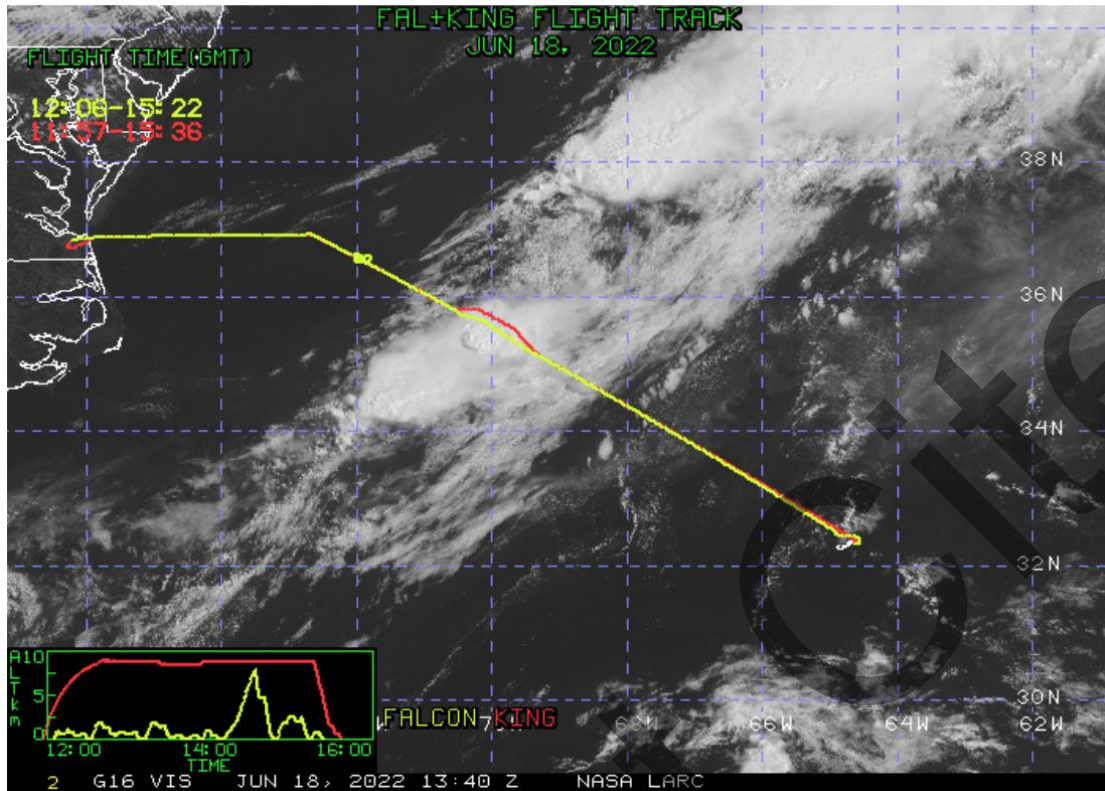 FAL+KING FLIGHT TRACK
JUN 18, 2022
FLIGHT TIME(GMT)
12:06-15:22
11:57-15:36
38N
36N
34N
32N
30N
68W
66W
64W
62W
ALT km
10
5
12:00 14:00 16:00
TIME
FALCON KING
2 G16 VIS JUN 18, 2022 13:40 Z NASA LARC